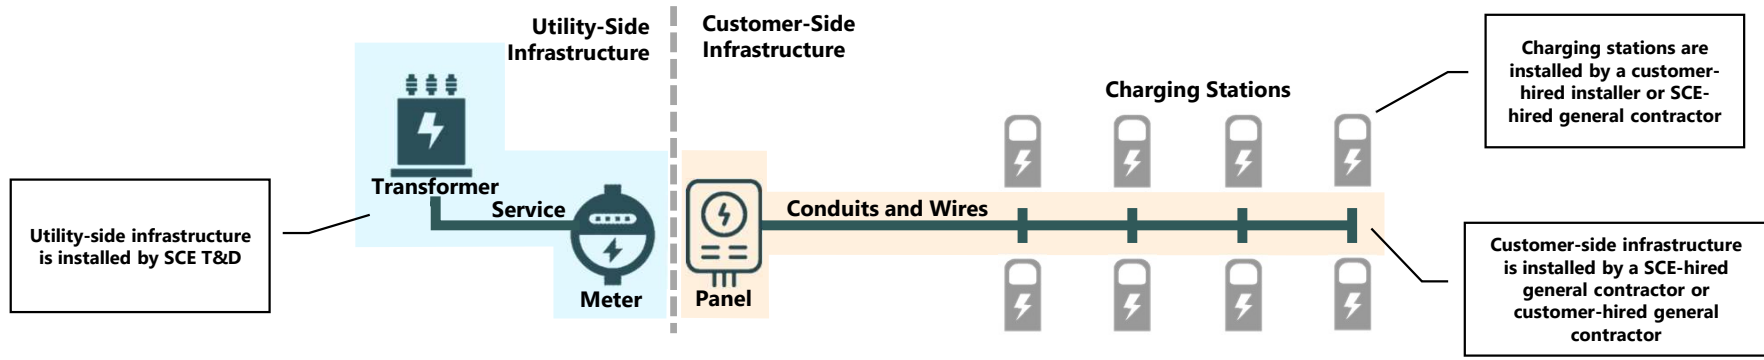 Utility-Side
Infrastructure
Customer-Side
Infrastructure
Charging Stations
Charging stations are
installed by a customer-
hired installer or SCE-
hired general contractor
Transformer
Service
Conduits and Wires
Utility-side infrastructure
is installed by SCE T&D
Meter
Panel
Customer-side infrastructure
is installed by a SCE-hired
general contractor or
customer-hired general
contractor